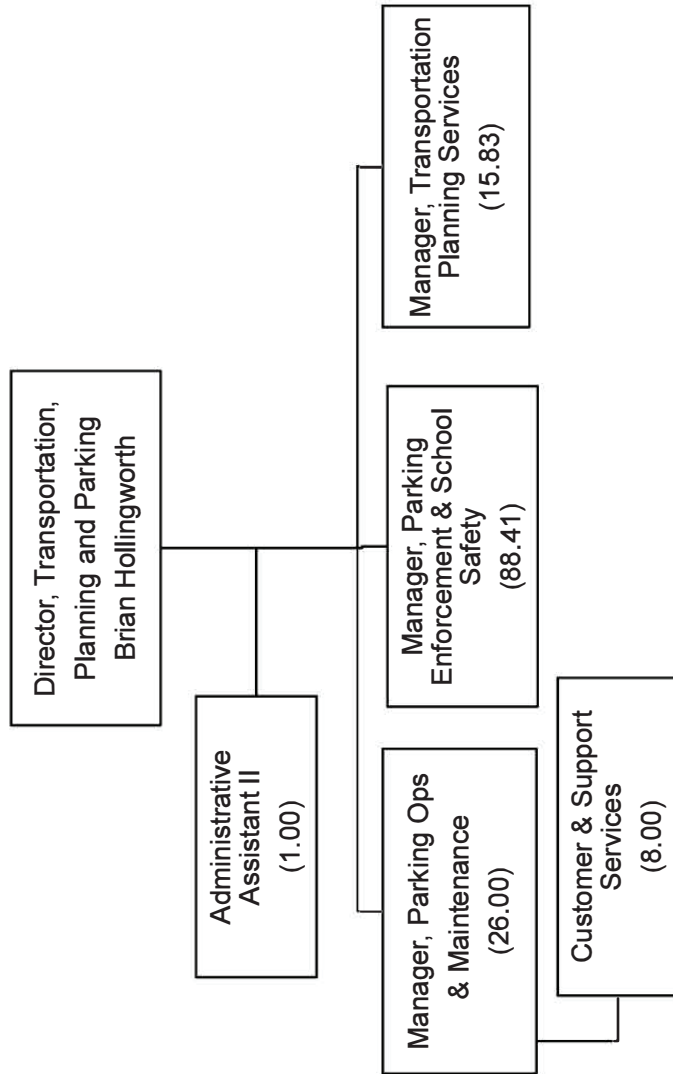 Director, Transportation,
Planning and Parking
Brian Hollingworth
Administrative
Assistant II
(1.00)
Manager, Parking Ops
& Maintenance
(26.00)
Manager, Parking
Enforcement & School
Safety
(88.41)
Manager, Transportation
Planning Services
(15.83)
Customer & Support
Services
(8.00)